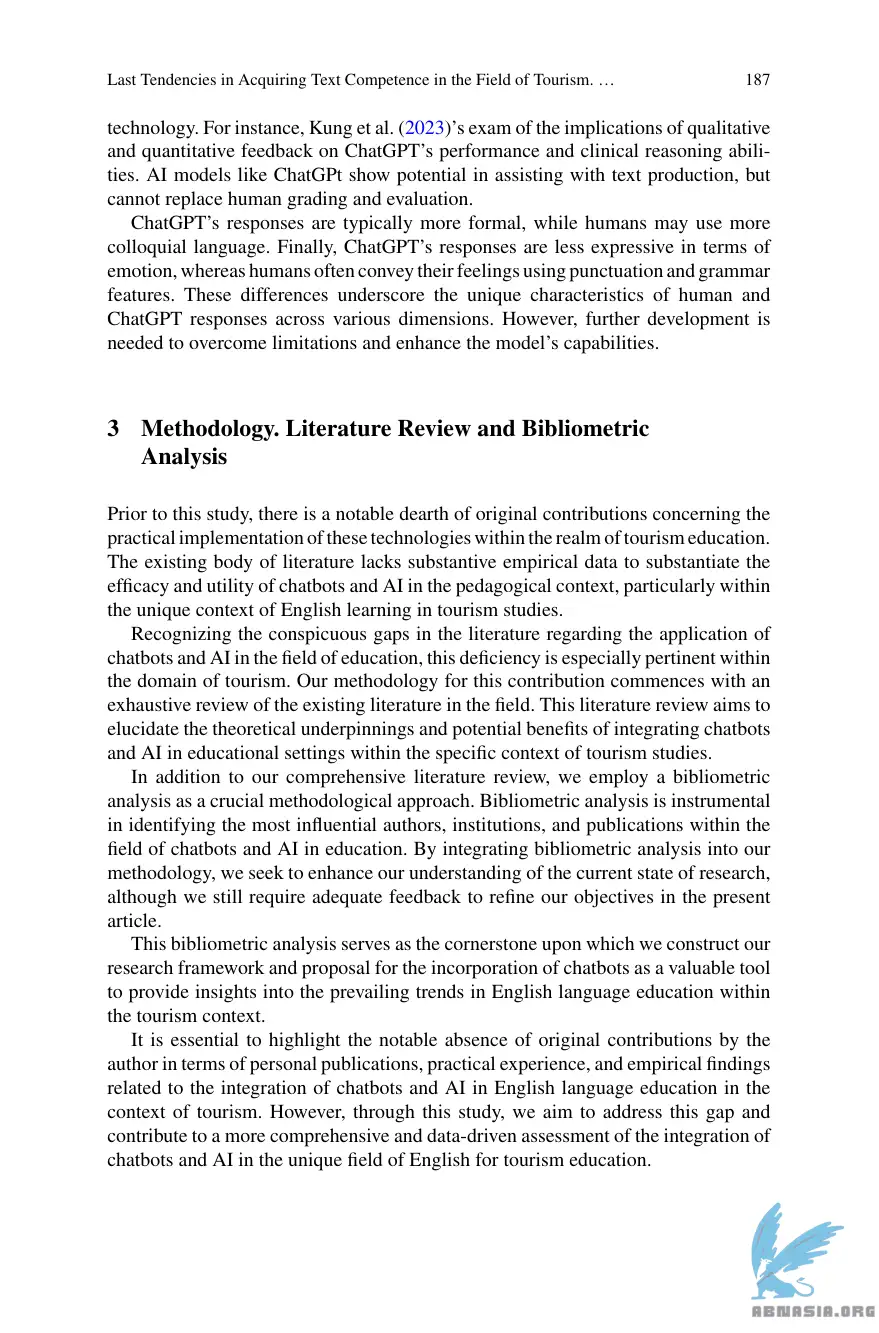 Last Tendencies in Acquiring Text Competence in the Field of Tourism. … 187
technology. For instance, Kung et al. (2023)’s exam of the implications of qualitative
and quantitative feedback on ChatGPT’s performance and clinical reasoning abili-
ties. AI models like ChatGPt show potential in assisting with text production, but
cannot replace human grading and evaluation.
ChatGPT’s responses are typically more formal, while humans may use more
colloquial language. Finally, ChatGPT’s responses are less expressive in terms of
emotion, whereas humans often convey their feelings using punctuation and grammar
features. These differences underscore the unique characteristics of human and
ChatGPT responses across various dimensions. However, further development is
needed to overcome limitations and enhance the model’s capabilities.
3 Methodology. Literature Review and Bibliometric
Analysis
Prior to this study, there is a notable dearth of original contributions concerning the
practical implementation of these technologies within the realm of tourism education.
The existing body of literature lacks substantive empirical data to substantiate the
efficacy and utility of chatbots and AI in the pedagogical context, particularly within
the unique context of English learning in tourism studies.
Recognizing the conspicuous gaps in the literature regarding the application of
chatbots and AI in the field of education, this deficiency is especially pertinent within
the domain of tourism. Our methodology for this contribution commences with an
exhaustive review of the existing literature in the field. This literature review aims to
elucidate the theoretical underpinnings and potential benefits of integrating chatbots
and AI in educational settings within the specific context of tourism studies.
In addition to our comprehensive literature review, we employ a bibliometric
analysis as a crucial methodological approach. Bibliometric analysis is instrumental
in identifying the most influential authors, institutions, and publications within the
field of chatbots and AI in education. By integrating bibliometric analysis into our
methodology, we seek to enhance our understanding of the current state of research,
although we still require adequate feedback to refine our objectives in the present
article.
This bibliometric analysis serves as the cornerstone upon which we construct our
research framework and proposal for the incorporation of chatbots as a valuable tool
to provide insights into the prevailing trends in English language education within
the tourism context.
It is essential to highlight the notable absence of original contributions by the
author in terms of personal publications, practical experience, and empirical findings
related to the integration of chatbots and AI in English language education in the
context of tourism. However, through this study, we aim to address this gap and
contribute to a more comprehensive and data-driven assessment of the integration of
chatbots and AI in the unique field of English for tourism education.
ABNASIA.ORG